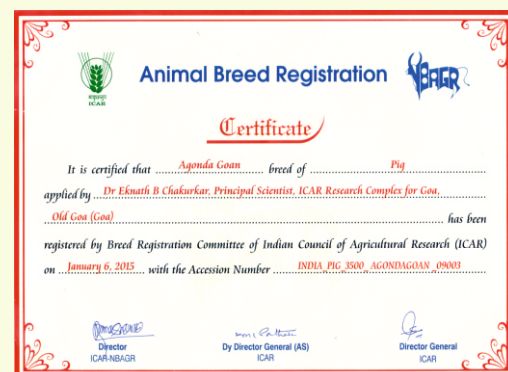 Animal Breed Registration
ICAR
NBAGR
Certificate
It is certified that Agonda Goan breed of Pig
applied by Dr Eknath B Chakurkar, Principal Scientist, ICAR Research Complex for Goa,
Old Goa (Goa) has been
registered by Breed Registration Committee of Indian Council of Agricultural Research (ICAR)
on January 6, 2015 with the Accession Number INDIA_PIG_3500_AGONDAGOAN_09003
Director
ICAR-NBAGR
Dy Director General (AS)
ICAR
Director General
ICAR